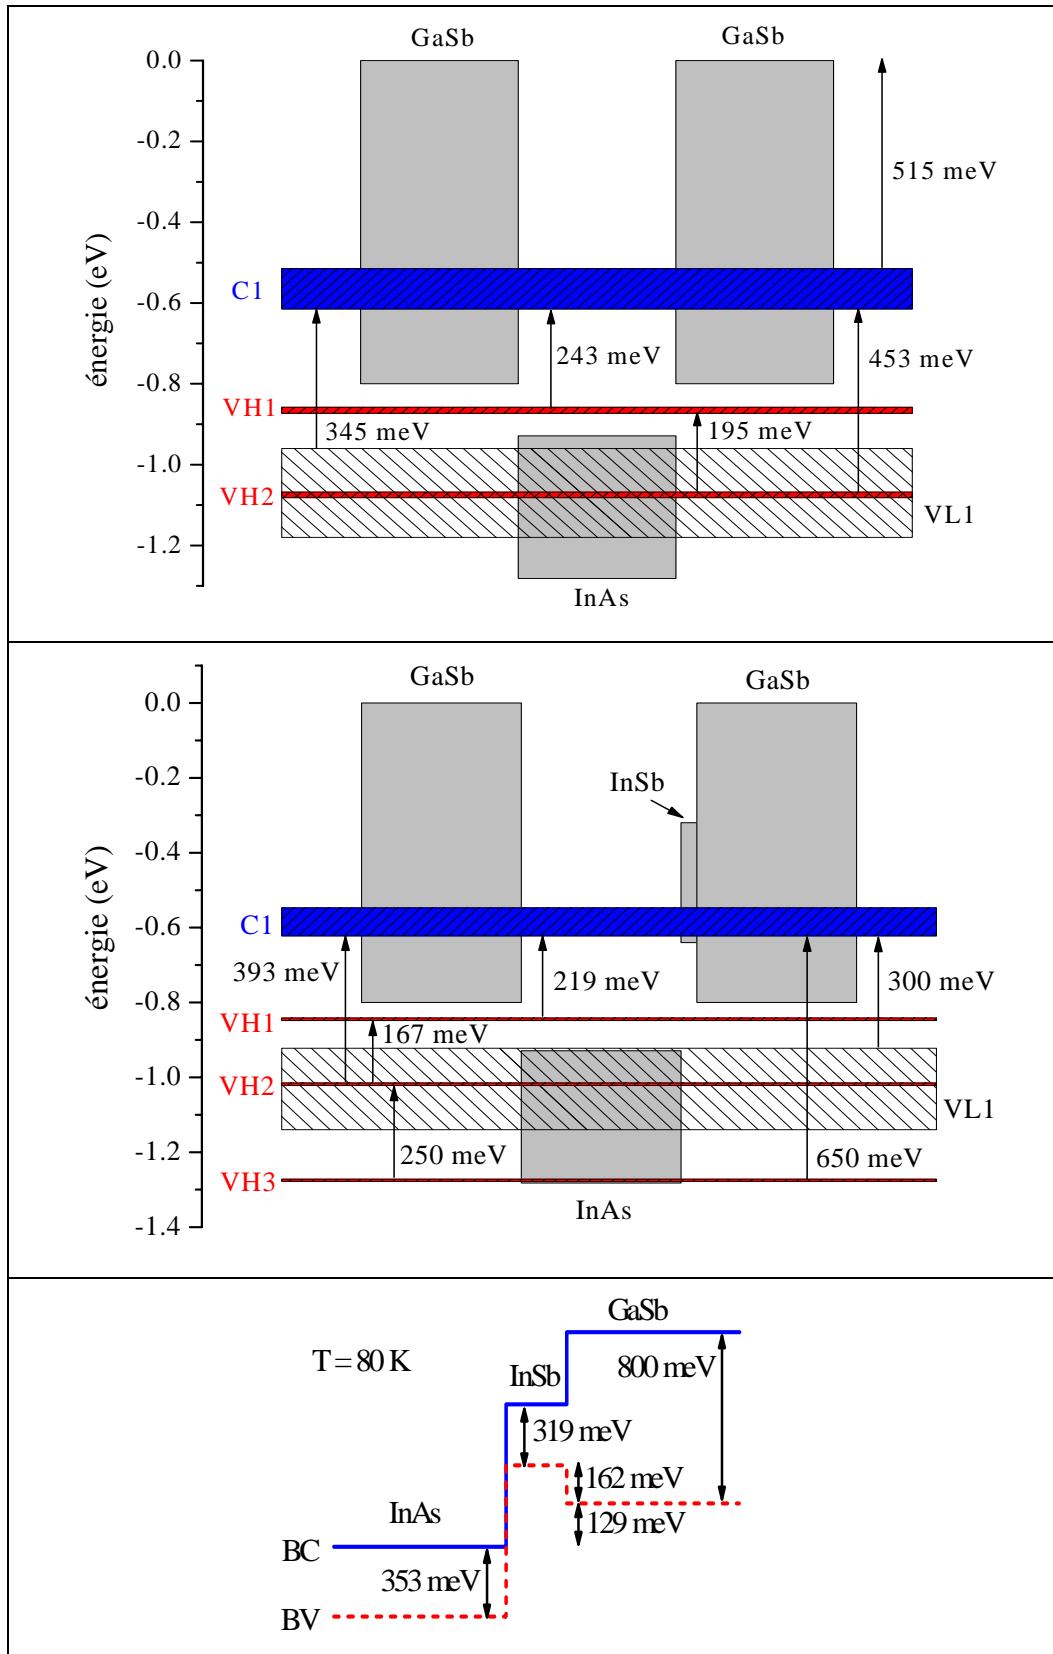 GaSb
GaSb
0.0
-0.2
-0.4
-0.6
-0.8
-1.0
-1.2
énergie (eV)
515 meV
C1
243 meV
453 meV
VH1
345 meV
195 meV
VH2
VL1
InAs
GaSb
GaSb
0.0
-0.2
-0.4
-0.6
-0.8
-1.0
-1.2
-1.4
énergie (eV)
InSb
C1
393 meV
219 meV
300 meV
VH1
167 meV
VH2
VL1
250 meV
650 meV
VH3
InAs
GaSb
T = 80 K
InSb
800 meV
319 meV
162 meV
InAs
129 meV
BC
353 meV
BV